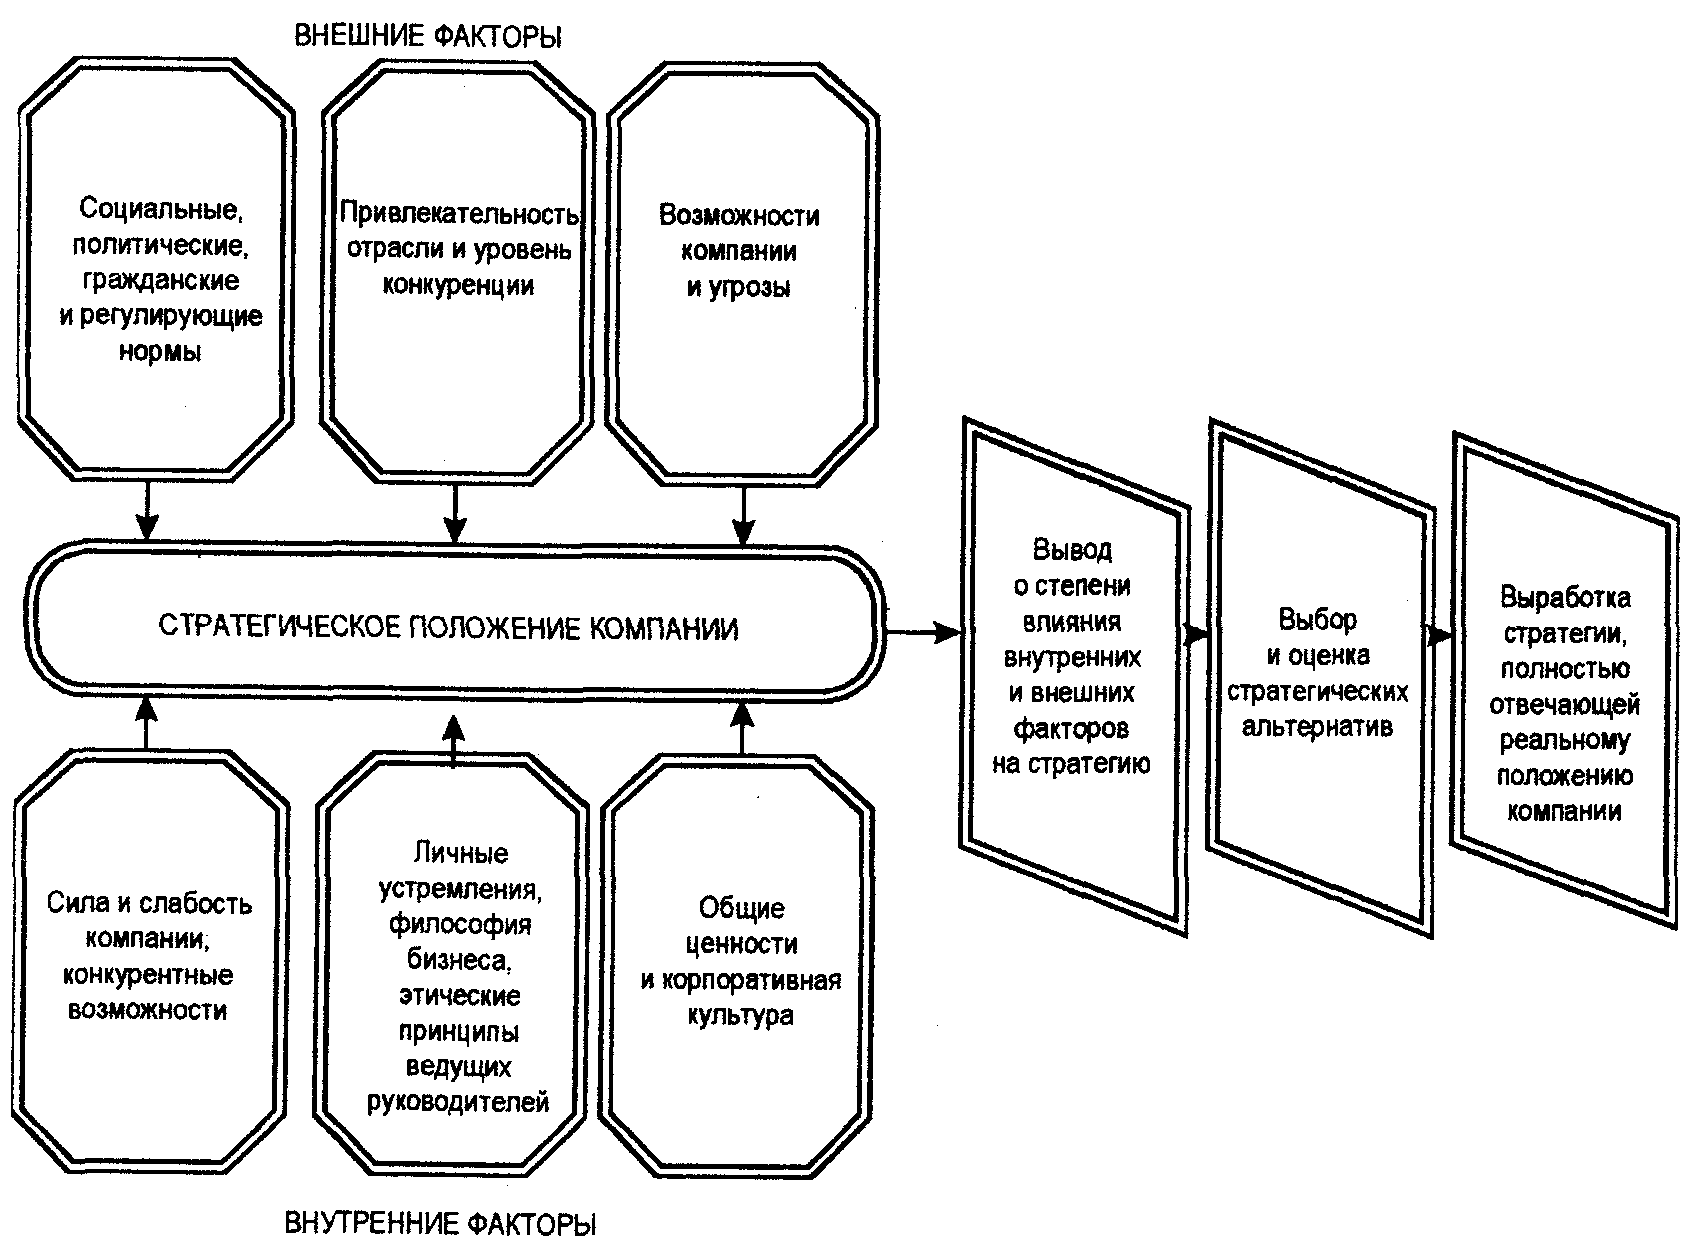 ВНЕШНИЕ ФАКТОРЫ
Социальные,
политические,
гражданские
и регулирующие
нормы
Привлекательность
отрасли и уровень
конкуренции
Возможности
компании
и угрозы
СТРАТЕГИЧЕСКОЕ ПОЛОЖЕНИЕ КОМПАНИИ
Вывод
о степени
влияния
внутренних
и внешних
факторов
на стратегию
Выбор
и оценка
стратегических
альтернатив
Выработка
стратегии,
полностью
отвечающей
реальному
положению
компании
Сила и слабость
компании,
конкурентные
возможности
Личные
устремления,
философия
бизнеса,
этические
принципы
ведущих
руководителей
Общие
ценности
и корпоративная
культура
ВНУТРЕННИЕ ФАКТОРЫ